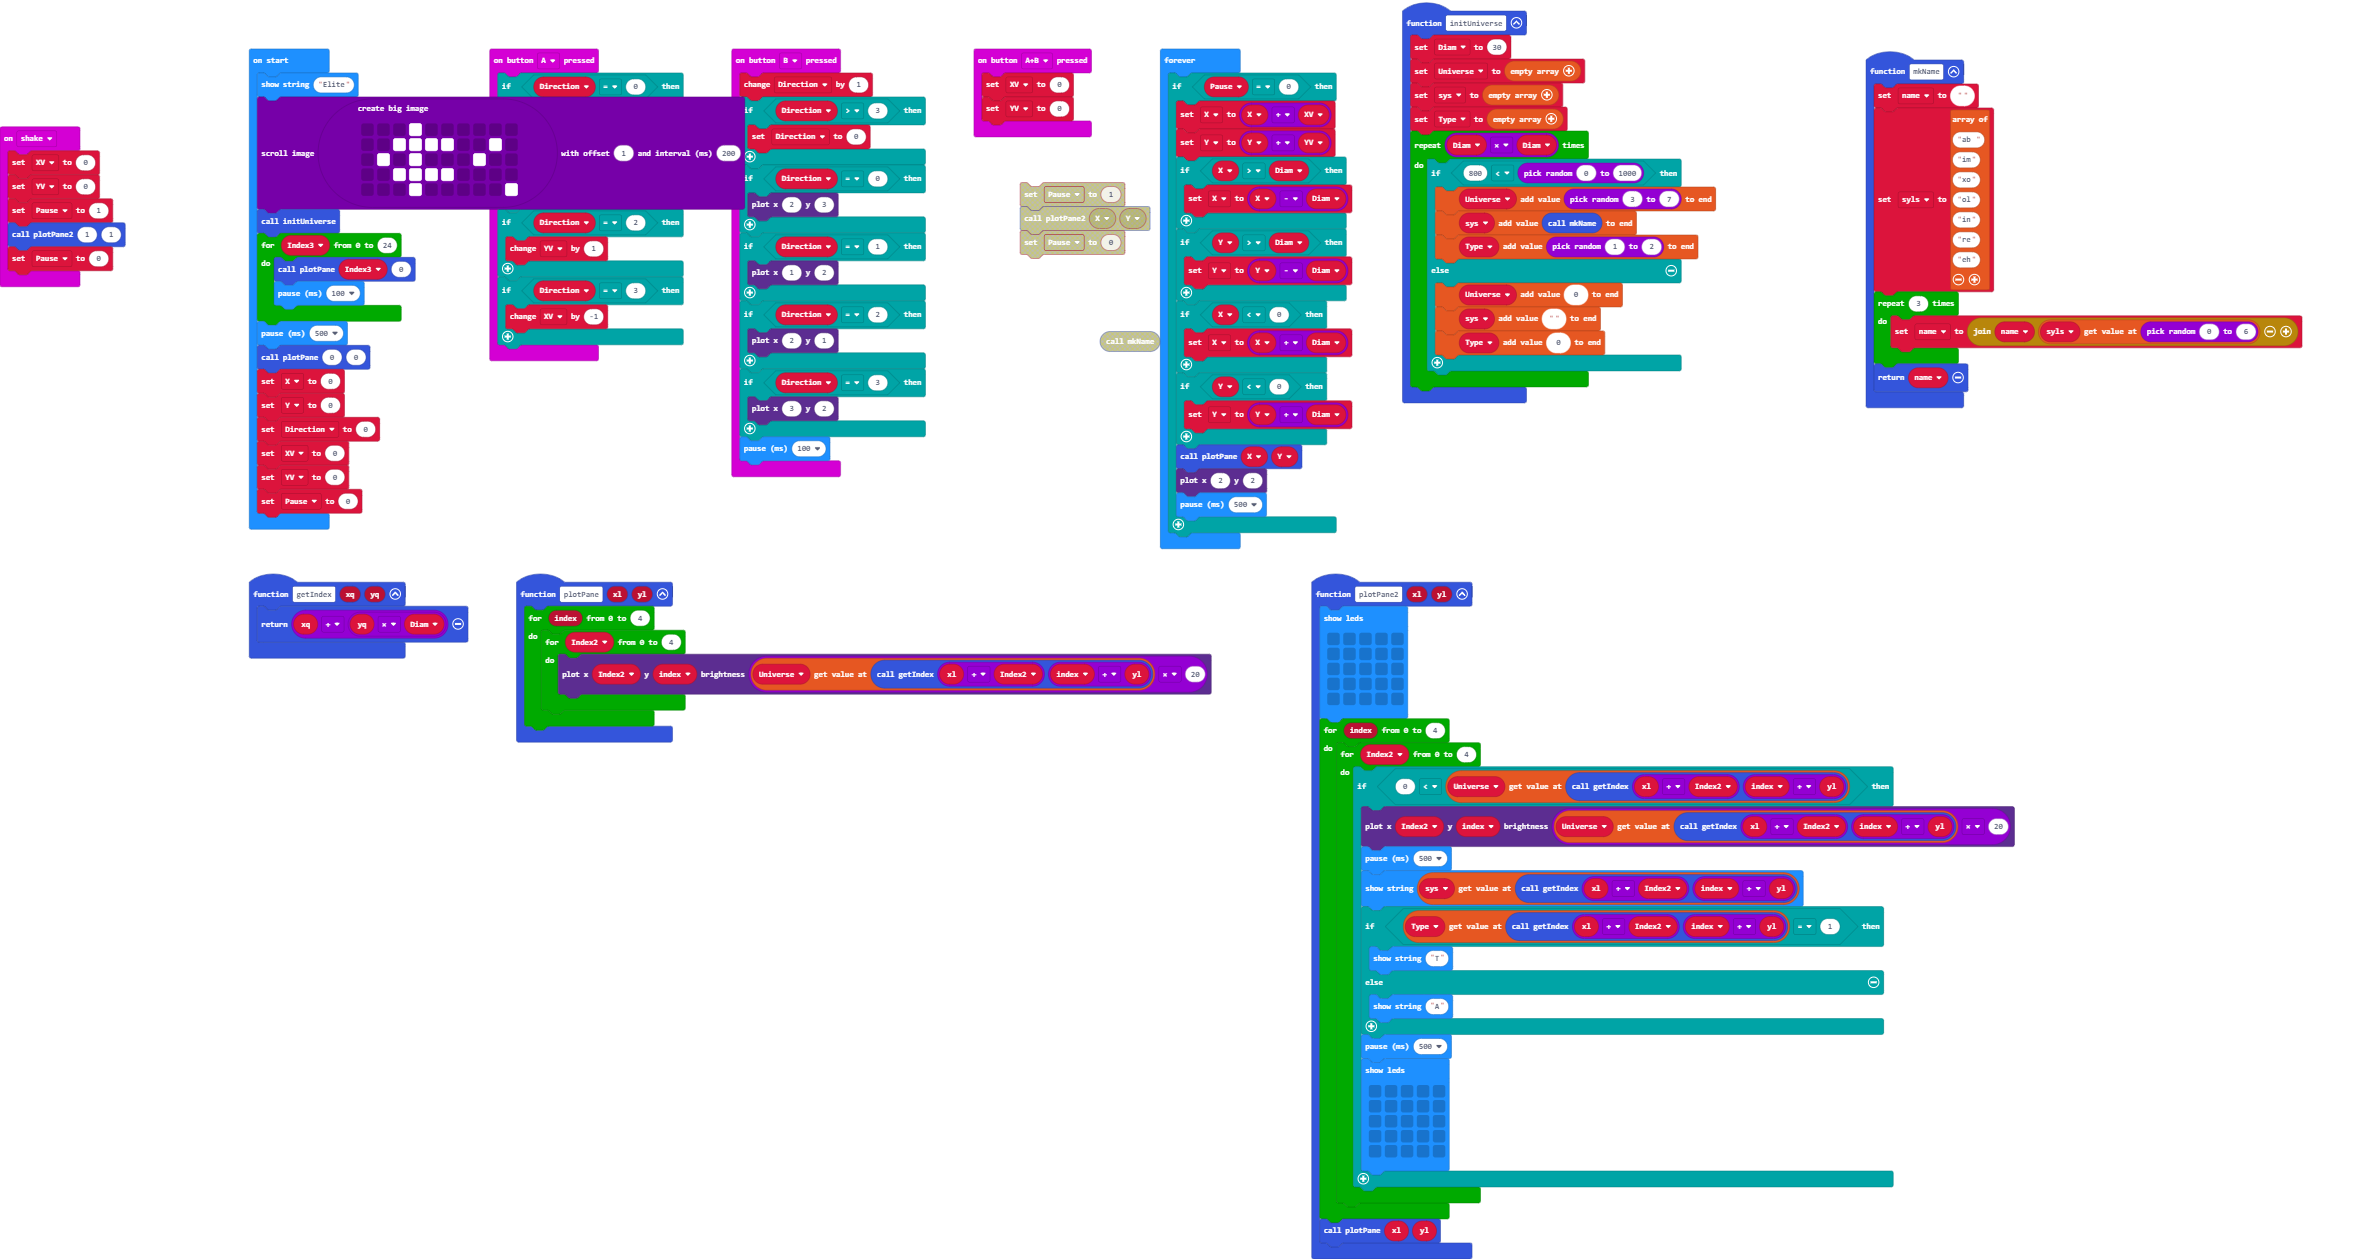 on shake
set XV to 0
set YV to 0
set Pause to 1
call plotPane2 1 1
set Pause to 0
on start
show string "Elite"
create big image
scroll image with offset 1 and interval (ms) 200
call initUniverse
for Index3 from 0 to 24
do
call plotPane Index3 0
pause (ms) 100
pause (ms) 500
call plotPane 0 0
set X to 0
set Y to 0
set Direction to 0
set XV to 0
set YV to 0
set Pause to 0
on button A pressed
if Direction = 0 then
if Direction = 2 then
change YV by 1
if Direction = 3 then
change XV by -1
on button B pressed
change Direction by 1
if Direction > 3 then
set Direction to 0
if Direction = 0 then
plot x 2 y 3
if Direction = 1 then
plot x 1 y 2
if Direction = 2 then
plot x 2 y 1
if Direction = 3 then
plot x 3 y 2
pause (ms) 100
on button A+B pressed
set XV to 0
set YV to 0
set Pause to 1
call plotPane2 X Y
set Pause to 0
call mkName
forever
if Pause = 0 then
set X to X + XV
set Y to Y + YV
if X > Diam then
set X to X - Diam
if Y > Diam then
set Y to Y - Diam
if X < 0 then
set X to X + Diam
if Y < 0 then
set Y to Y + Diam
call plotPane X Y
plot x 2 y 2
pause (ms) 500
function initUniverse
set Diam to 30
set Universe to empty array
set sys to empty array
set Type to empty array
repeat Diam × Diam times
do
if 800 < pick random 0 to 1000 then
Universe add value pick random 3 to 7 to end
sys add value call mkName to end
Type add value pick random 1 to 2 to end
else
Universe add value 0 to end
sys add value "" to end
Type add value 0 to end
function mkName
set name to ""
set syls to array of
"ab "
"im"
"xo"
"ol"
"in"
"re"
"eh"
repeat 3 times
do
set name to join name syls get value at pick random 0 to 6
return name
function getIndex xq yq
return xq + yq × Diam
function plotPane xl yl
for index from 0 to 4
do
for Index2 from 0 to 4
do
plot x Index2 y index brightness Universe get value at call getIndex xl + Index2 index + yl × 20
function plotPane2 xl yl
show leds
for index from 0 to 4
do
for Index2 from 0 to 4
do
if 0 < Universe get value at call getIndex xl + Index2 index + yl then
plot x Index2 y index brightness Universe get value at call getIndex xl + Index2 index + yl × 20
pause (ms) 500
show string sys get value at call getIndex xl + Index2 index + yl
if Type get value at call getIndex xl + Index2 index + yl = 1 then
show string "T"
else
show string "A"
pause (ms) 500
show leds
call plotPane xl yl